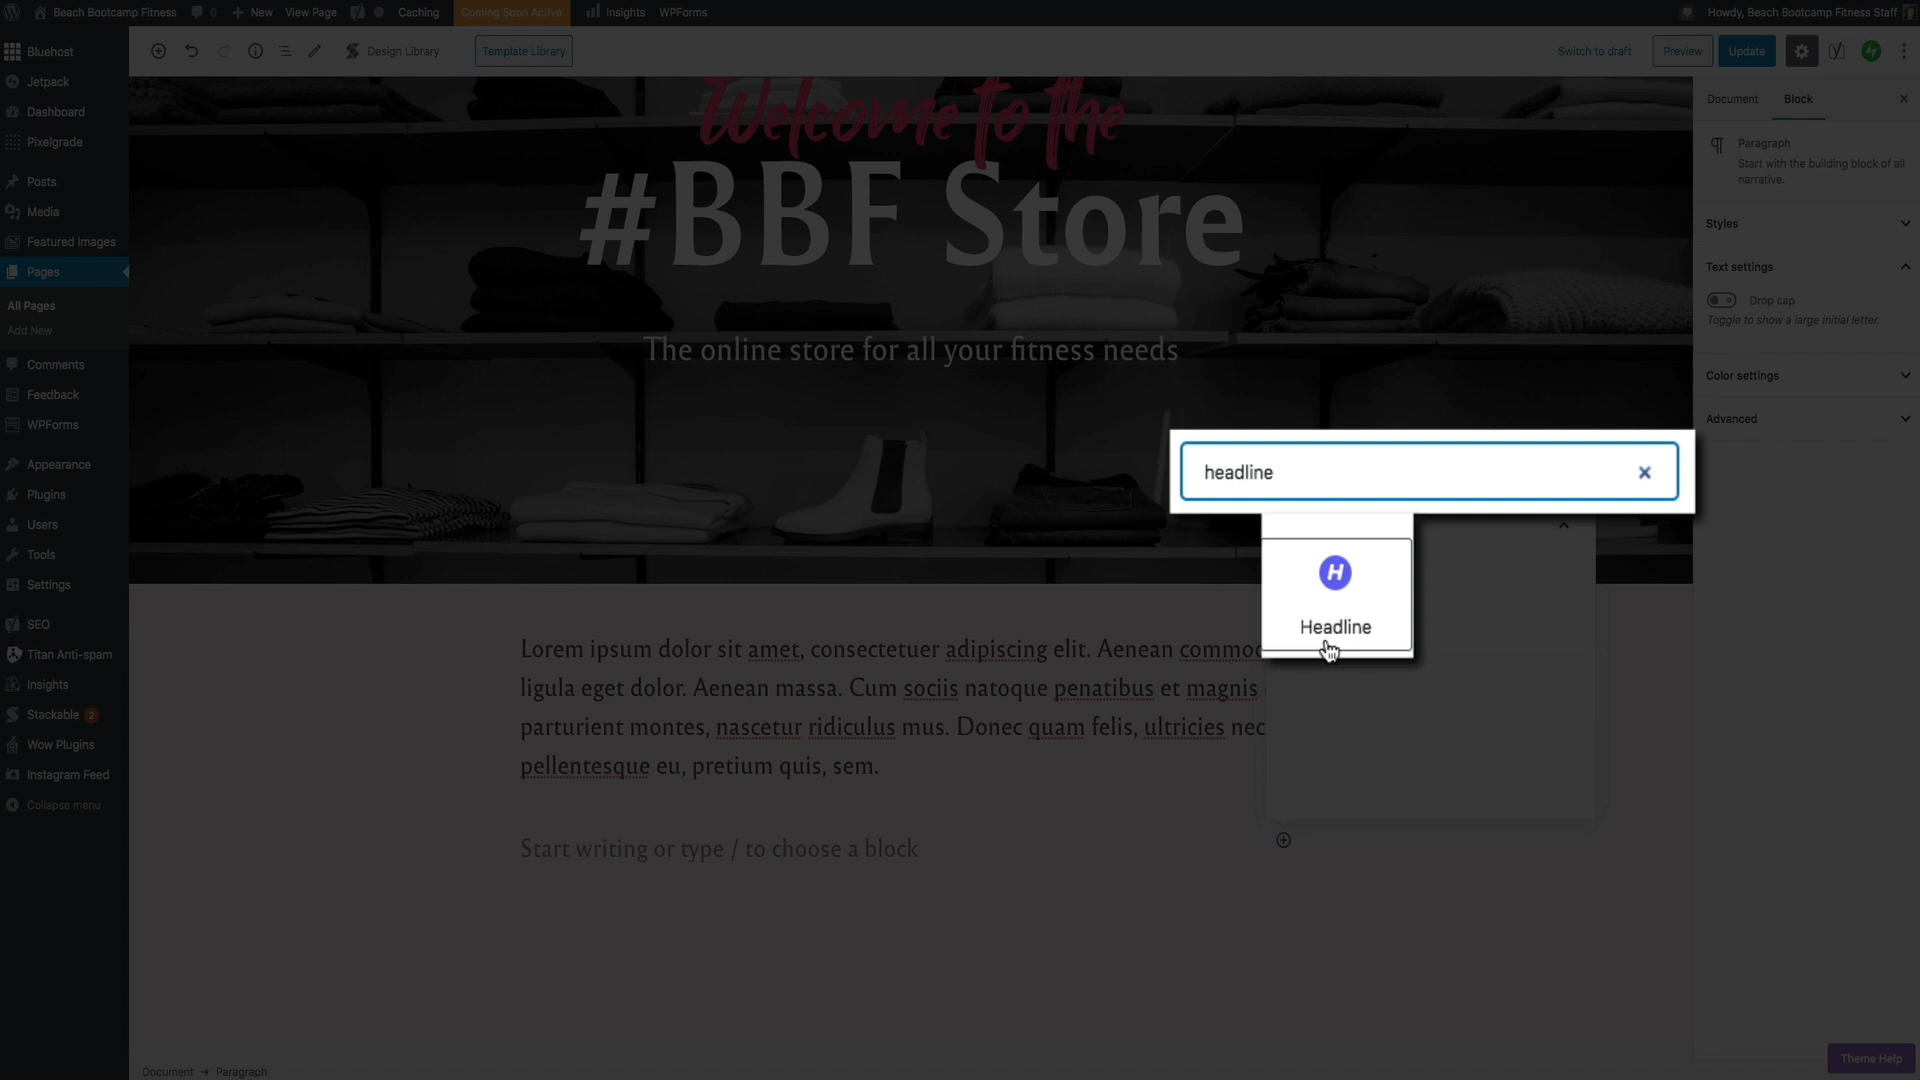 Beach Bootcamp Fitness 0 New View Page Caching Coming Soon Active Insights WPForms Howdy, Beach Bootcamp Fitness Staff
Design Library Template Library Switch to draft Preview Update
Bluehost
Jetpack
Dashboard
Pixelgrade
Posts
Media
Featured Images
Pages
All Pages
Add New
Comments
Feedback
WPForms
Appearance
Plugins
Users
Tools
Settings
SEO
Titan Anti-spam
Insights
Stackable 2
Wow Plugins
Instagram Feed
Collapse menu
Welcome to the
#BBF Store
The online store for all your fitness needs
headline
H
Headline
Lorem ipsum dolor sit amet, consectetuer adipiscing elit. Aenean
ligula eget dolor. Aenean massa. Cum sociis natoque penatibus et magnis
parturient montes, nascetur ridiculus mus. Donec quam felis, ultricies nec
pellentesque eu, pretium quis, sem.
Start writing or type / to choose a block
Document Block
Paragraph
Start with the building block of all
narrative.
Styles
Text settings
Drop cap
Toggle to show a large initial letter.
Color settings
Advanced
Document → Paragraph
Theme Help